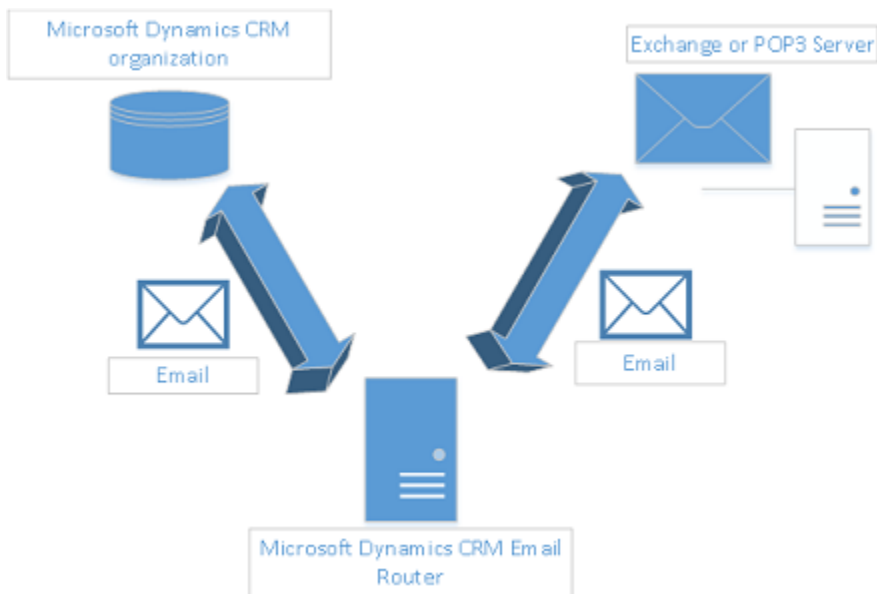 Microsoft Dynamics CRM
organization
Exchange or POP3 Server
Email
Email
Microsoft Dynamics CRM Email
Router